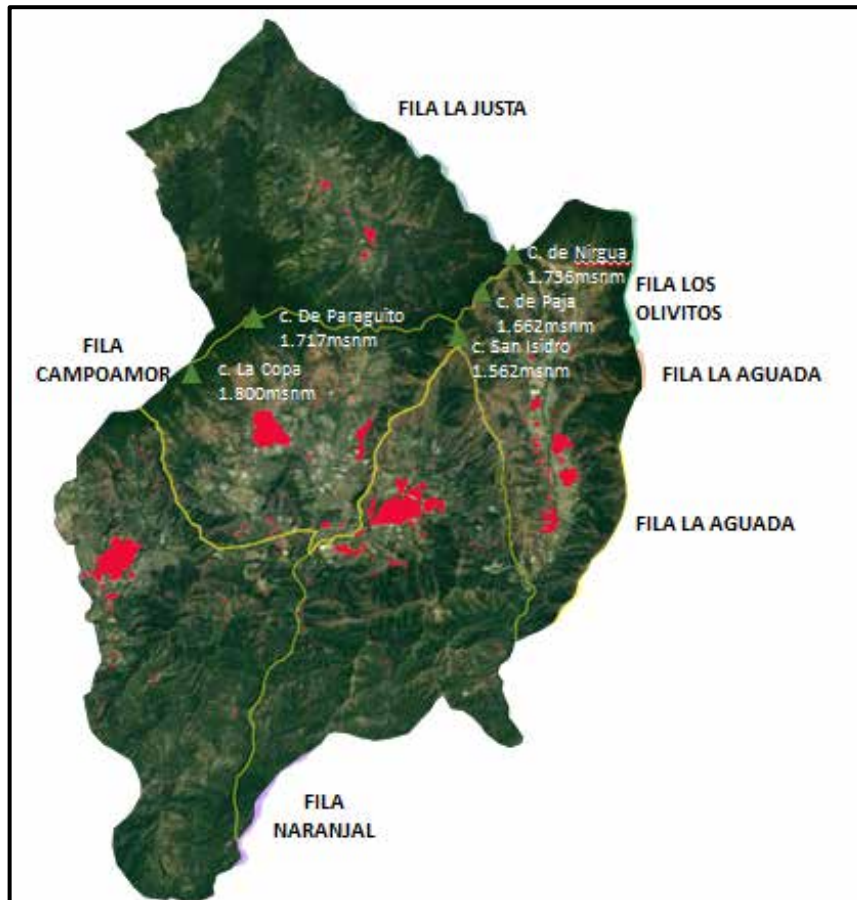 FILA LA JUSTA
C. de Nirgua
1.736msnm
FILA LOS
OLIVITOS
c. de Paja
1.662msnm
c. De Paraguito
1.717msnm
c. San Isidro
1.562msnm
FILA
CAMPOAMOR
c. La Copa
1.800msnm
FILA LA AGUADA
FILA LA AGUADA
FILA
NARANJAL